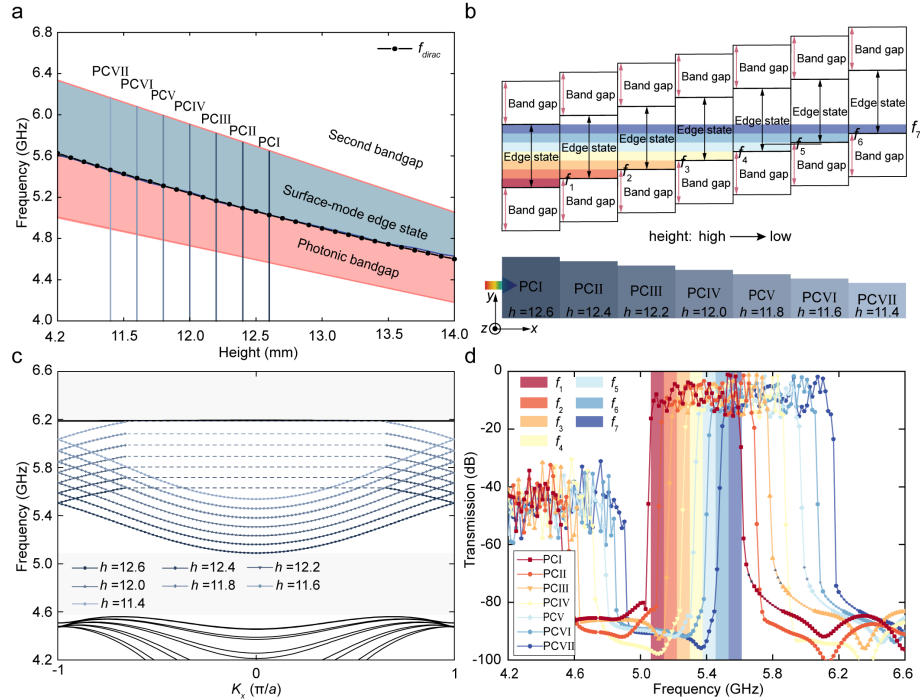 a
6.8
6.4
6.0
5.6
5.2
4.8
4.4
4.0
Frequency (GHz)
f_dirac
PCVII
PCVI
PCV
PCIV
PCIII
PCII
PCI
Second bandgap
Surface-mode edge state
Photonic bandgap
4.2 11.5 12.0 12.5 13.0 13.5 14.0
Height (mm)
b
Band gap Band gap Band gap Band gap Band gap Band gap Band gap
Edge state Edge state Edge state Edge state Edge state Edge state Edge state
f_1 f_2 f_3 f_4 f_5 f_6 f_7
Band gap Band gap Band gap Band gap Band gap Band gap Band gap
height: high low
PCI PCII PCIII PCIV PCV PCVI PCVII
h =12.6 h =12.4 h =12.2 h =12.0 h =11.8 h =11.6 h =11.4
y
z x
c
6.6
6.2
5.8
5.4
5.0
4.6
4.2
Frequency (GHz)
h =12.6 h =12.4 h =12.2
h =12.0 h =11.8 h =11.6
h =11.4
-1 0 1
K_x (π/a)
d
0
-20
-40
-60
-80
-100
Transmission (dB)
f_1 f_5
f_2 f_6
f_3 f_7
f_4
PCI
PCII
PCIII
PCIV
PCV
PCVI
PCVII
4.2 4.6 5.0 5.4 5.8 6.2 6.6
Frequency (GHz)